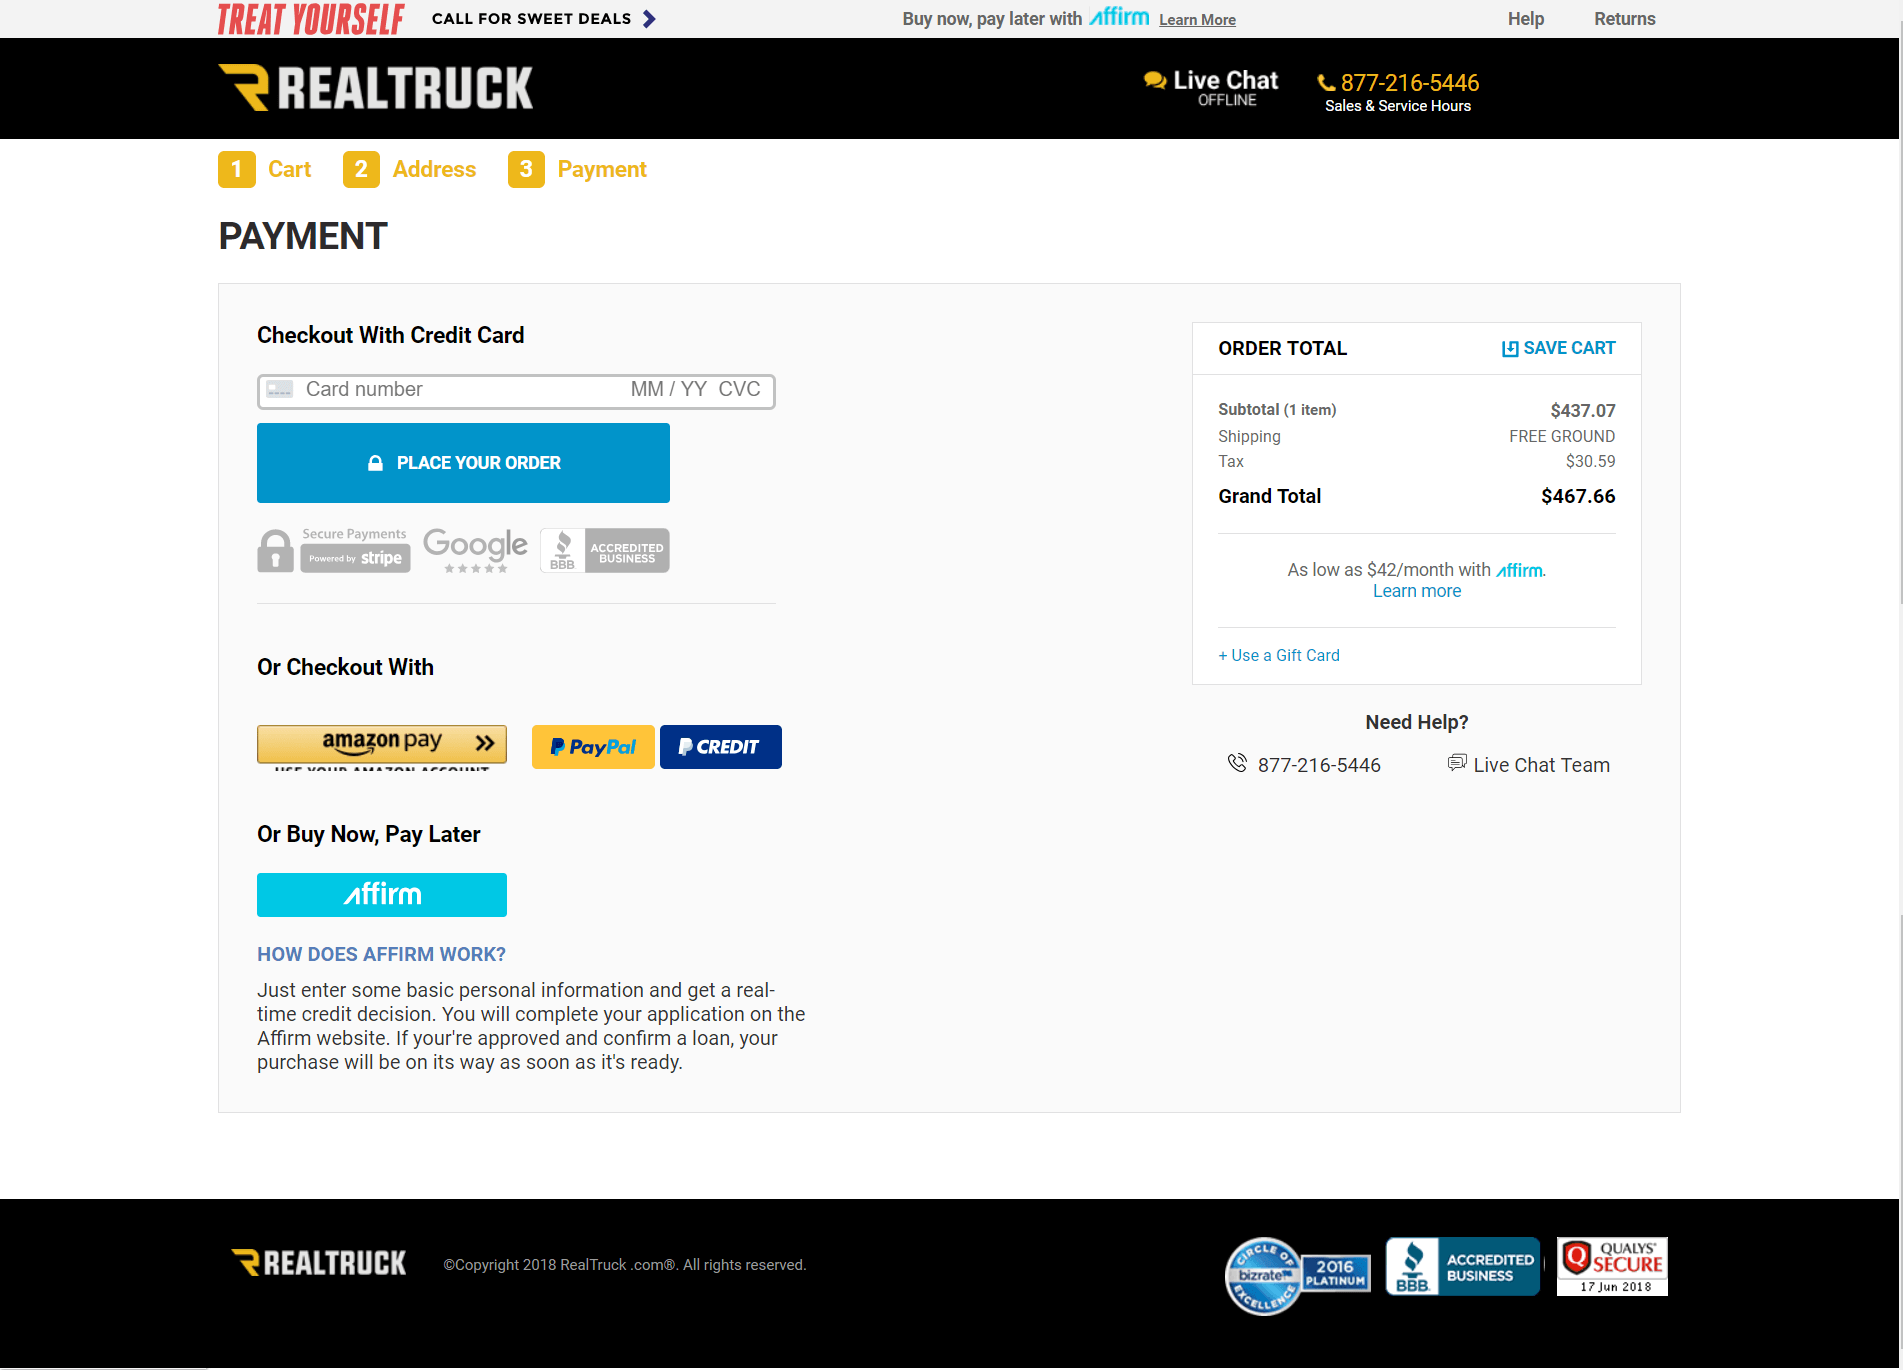 TREAT YOURSELF CALL FOR SWEET DEALS Buy now, pay later with affirm Learn More Help Returns
REALTRUCK Live Chat 877-216-5446
OFFLINE Sales & Service Hours
1 Cart 2 Address 3 Payment
PAYMENT
Checkout With Credit Card
Card number MM / YY CVC
PLACE YOUR ORDER
Secure Payments
Powered by stripe
Google
BBB
ACCREDITED
BUSINESS
Or Checkout With
amazon pay
USE YOUR AMAZON ACCOUNT
PayPal
CREDIT
Or Buy Now, Pay Later
affirm
HOW DOES AFFIRM WORK?
Just enter some basic personal information and get a real-
time credit decision. You will complete your application on the
Affirm website. If your're approved and confirm a loan, your
purchase will be on its way as soon as it's ready.
ORDER TOTAL SAVE CART
Subtotal (1 item) $437.07
Shipping FREE GROUND
Tax $30.59
Grand Total $467.66
As low as $42/month with affirm.
Learn more
+ Use a Gift Card
Need Help?
877-216-5446 Live Chat Team
REALTRUCK ©Copyright 2018 RealTruck .com®. All rights reserved.
CIRCLE OF
bizrate
EXCELLENCE
2016
PLATINUM
BBB
ACCREDITED
BUSINESS
QUALYS®
SECURE
17 Jun 2018